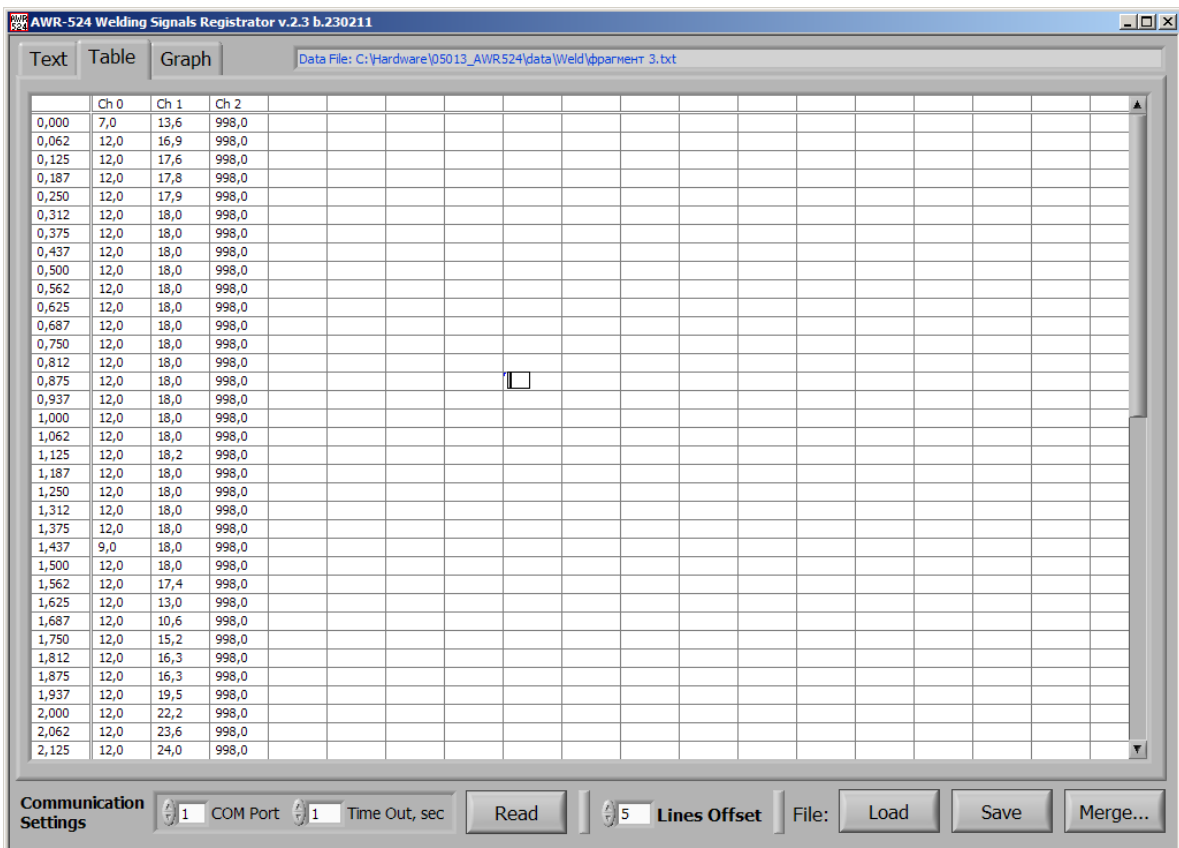 AWR 524 AWR-524 Welding Signals Registrator v.2.3 b.230211
Text Table Graph Data File: C:\Hardware\05013_AWR524\data\Weld\фрагмент 3.txt
Ch 0 Ch 1 Ch 2
0,000 7,0 13,6 998,0
0,062 12,0 16,9 998,0
0,125 12,0 17,6 998,0
0,187 12,0 17,8 998,0
0,250 12,0 17,9 998,0
0,312 12,0 18,0 998,0
0,375 12,0 18,0 998,0
0,437 12,0 18,0 998,0
0,500 12,0 18,0 998,0
0,562 12,0 18,0 998,0
0,625 12,0 18,0 998,0
0,687 12,0 18,0 998,0
0,750 12,0 18,0 998,0
0,812 12,0 18,0 998,0
0,875 12,0 18,0 998,0
0,937 12,0 18,0 998,0
1,000 12,0 18,0 998,0
1,062 12,0 18,0 998,0
1,125 12,0 18,2 998,0
1,187 12,0 18,0 998,0
1,250 12,0 18,0 998,0
1,312 12,0 18,0 998,0
1,375 12,0 18,0 998,0
1,437 9,0 18,0 998,0
1,500 12,0 18,0 998,0
1,562 12,0 17,4 998,0
1,625 12,0 13,0 998,0
1,687 12,0 10,6 998,0
1,750 12,0 15,2 998,0
1,812 12,0 16,3 998,0
1,875 12,0 16,3 998,0
1,937 12,0 19,5 998,0
2,000 12,0 22,2 998,0
2,062 12,0 23,6 998,0
2,125 12,0 24,0 998,0
Communication Settings 1 COM Port 1 Time Out, sec Read 5 Lines Offset File: Load Save Merge...